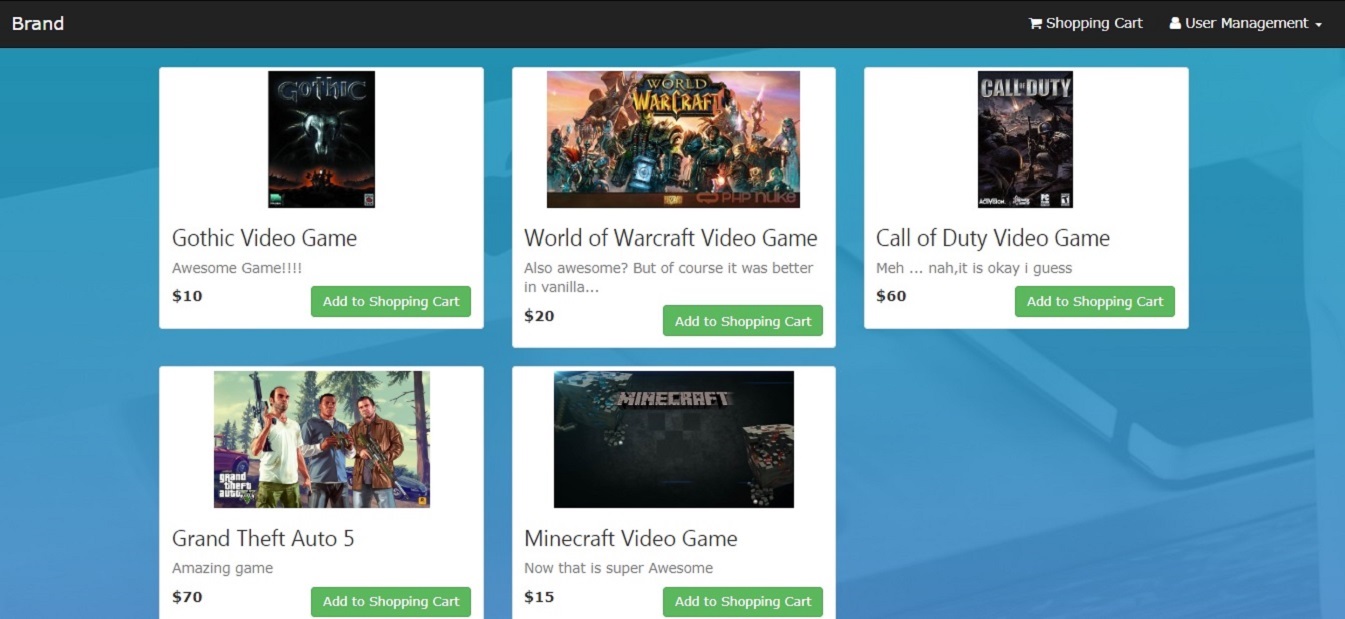 Brand
Shopping Cart
User Management
GOTHIC
WORLD
WARCRAFT
PHP NUKE
CALL OF DUTY
ACTIVISION
PC
Gothic Video Game
World of Warcraft Video Game
Call of Duty Video Game
Awesome Game!!!!
Also awesome? But of course it was better
in vanilla...
Meh ... nah,it is okay i guess
$10
Add to Shopping Cart
$20
Add to Shopping Cart
$60
Add to Shopping Cart
grand
theft
auto
MINECRAFT
Grand Theft Auto 5
Minecraft Video Game
Amazing game
Now that is super Awesome
$70
Add to Shopping Cart
$15
Add to Shopping Cart